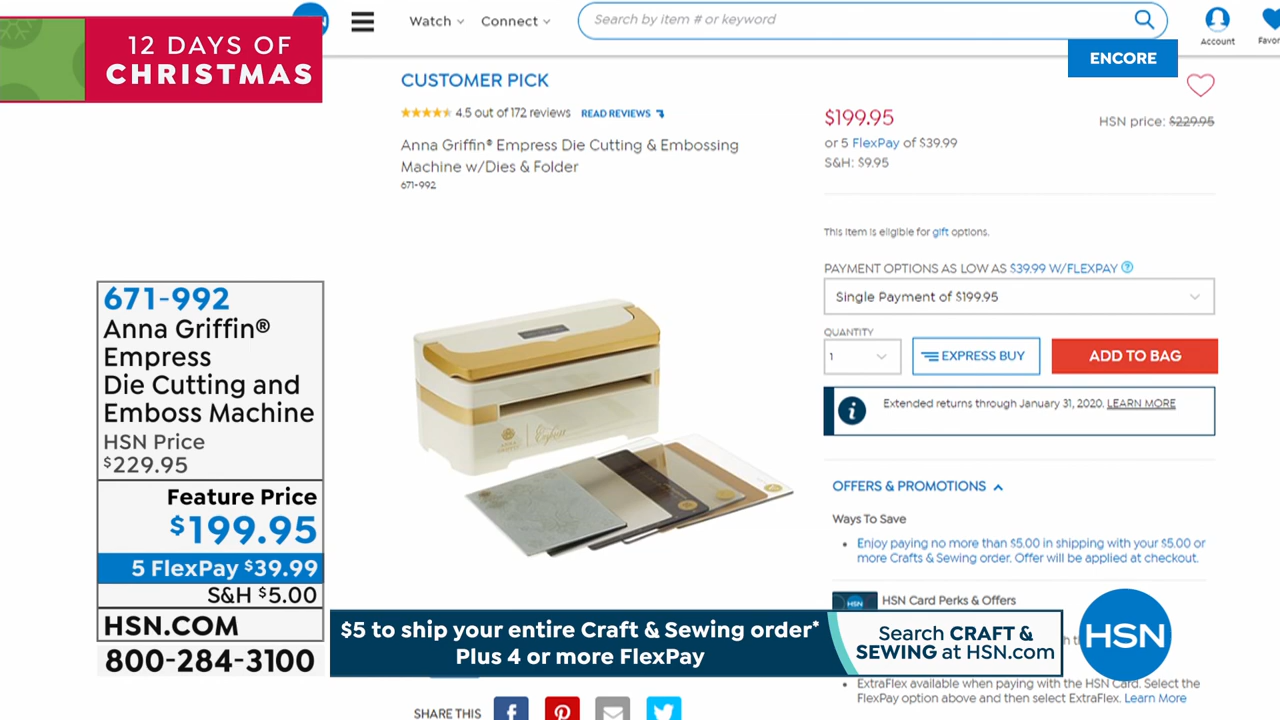 12 DAYS OF
CHRISTMAS
HSN
Watch
Connect
Search by item # or keyword
Account
ENCORE
CUSTOMER PICK
4.5 out of 172 reviews
READ REVIEWS
Anna Griffin® Empress Die Cutting & Embossing
Machine w/Dies & Folder
671-992
$199.95
HSN price: $229.95
or 5 FlexPay of $39.99
S&H: $9.95
This item is eligible for gift options.
PAYMENT OPTIONS AS LOW AS $39.99 W/FLEXPAY
Single Payment of $199.95
QUANTITY
1
EXPRESS BUY
ADD TO BAG
Extended returns through January 31, 2020. LEARN MORE
OFFERS & PROMOTIONS
Ways To Save
• Enjoy paying no more than $5.00 in shipping with your $5.00 or
more Crafts & Sewing order. Offer will be applied at checkout.
HSN
HSN Card Perks & Offers
• ExtraFlex available when paying with the HSN Card. Select the
FlexPay option above and then select ExtraFlex. Learn More
SHARE THIS
671-992
Anna Griffin®
Empress
Die Cutting and
Emboss Machine
HSN Price
$229.95
Feature Price
$199.95
5 FlexPay $39.99
S&H $5.00
HSN.COM
800-284-3100
$5 to ship your entire Craft & Sewing order*
Plus 4 or more FlexPay
Search CRAFT &
SEWING at HSN.com
HSN